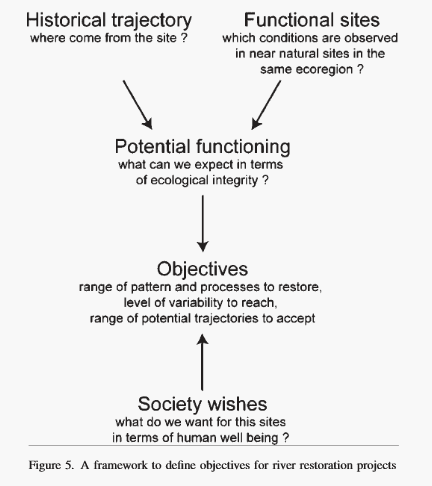 Historical trajectory
where come from the site ?
Functional sites
which conditions are observed
in near natural sites in the
same ecoregion ?
Potential functioning
what can we expect in terms
of ecological integrity ?
Objectives
range of pattern and processes to restore,
level of variability to reach,
range of potential trajectories to accept
Society wishes
what do we want for this sites
in terms of human well being ?
Figure 5. A framework to define objectives for river restoration projects